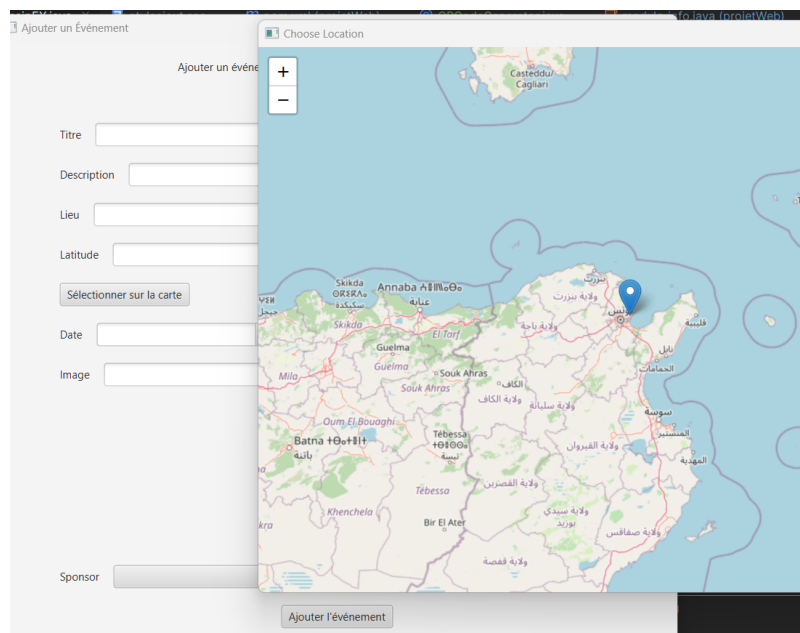 Ajouter un Événement
Choose Location
Ajouter un événe
Titre
Description
Lieu
Latitude
Sélectionner sur la carte
Date
Image
Sponsor
Ajouter l'événement
+
−
Casteddu/
Cagliari
Skikda
سكيكدة
Annaba
عنابة
Skikda
El Tarf
Guelma
Guelma
Mila
Souk Ahras
Souk Ahras
Oum El Bouaghi
Batna
باتنة
Tébessa
تبسة
Tébessa
Khenchela
Bir El Ater
بنزرت
ولاية بنزرت
ولاية باجة
قليبية
نابل
الحمامات
الكاف
ولاية الكاف
ولاية سليانة
سوسة
المنستير
ولاية القيروان
المهدية
ولاية القصرين
ولاية سيدي
بوزيد
ولاية صفاقس
ولاية قفصة